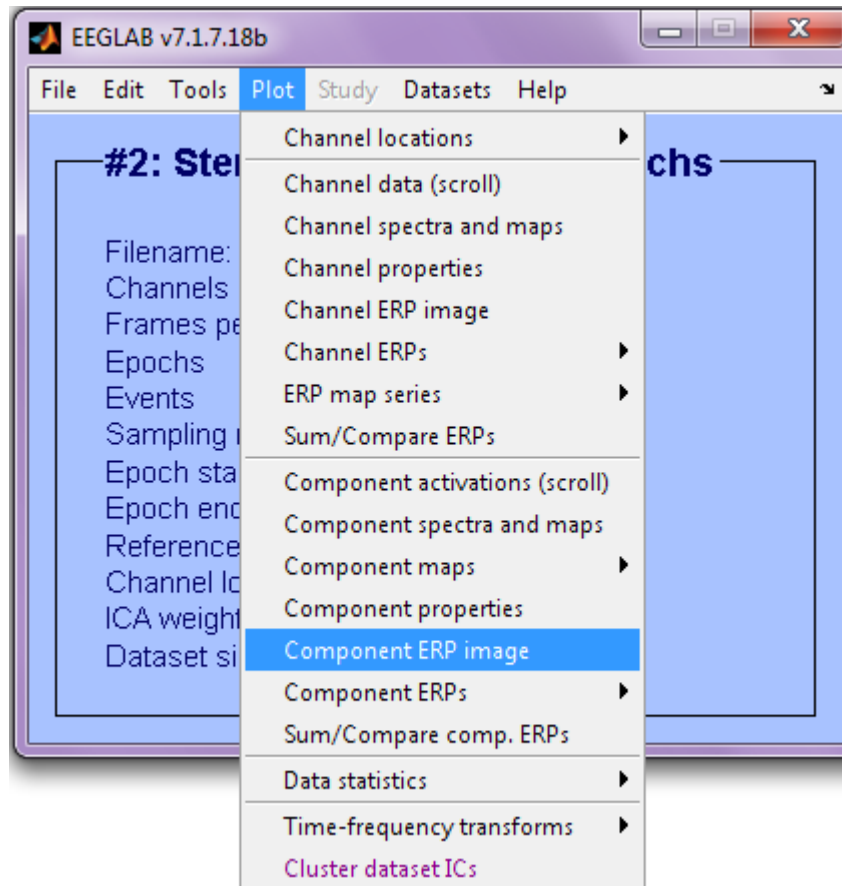 EEGLAB v7.1.7.18b
File Edit Tools Plot Study Datasets Help
Channel locations
#2: chs
Channel data (scroll)
Channel spectra and maps
Filename:
Channel properties
Channels
Channel ERP image
Frames
Channel ERPs
Epochs
ERP map series
Events
Sum/Compare ERPs
Sampling
Component activations (scroll)
Epoch sta
Component spectra and maps
Epoch end
Reference
Component maps
Channel lo
Component properties
ICA weight
Component ERP image
Dataset si
Component ERPs
Sum/Compare comp. ERPs
Data statistics
Time-frequency transforms
Cluster dataset ICs